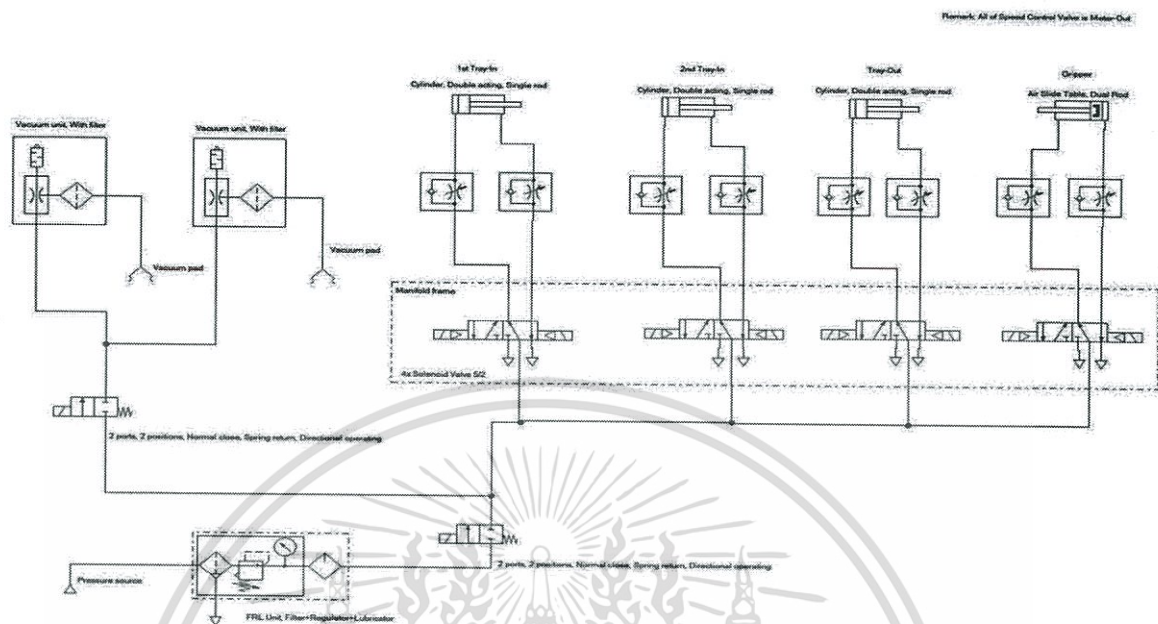 Remark: All of Speed Control Valve is Meter-Out
1st Tray-In
Cylinder, Double acting, Single rod
2nd Tray-In
Cylinder, Double acting, Single rod
Tray-Out
Cylinder, Double acting, Single rod
Gripper
Air Slide Table, Dual Rod
Vacuum unit, With filter
Vacuum unit, With filter
Vacuum pad
Vacuum pad
Manifold frame
4x Solenoid Valve 5/2
2 ports, 2 positions, Normal close, Spring return, Directional operating
2 ports, 2 positions, Normal close, Spring return, Directional operating
Pressure source
FRL Unit, Filter+Regulator+Lubricator